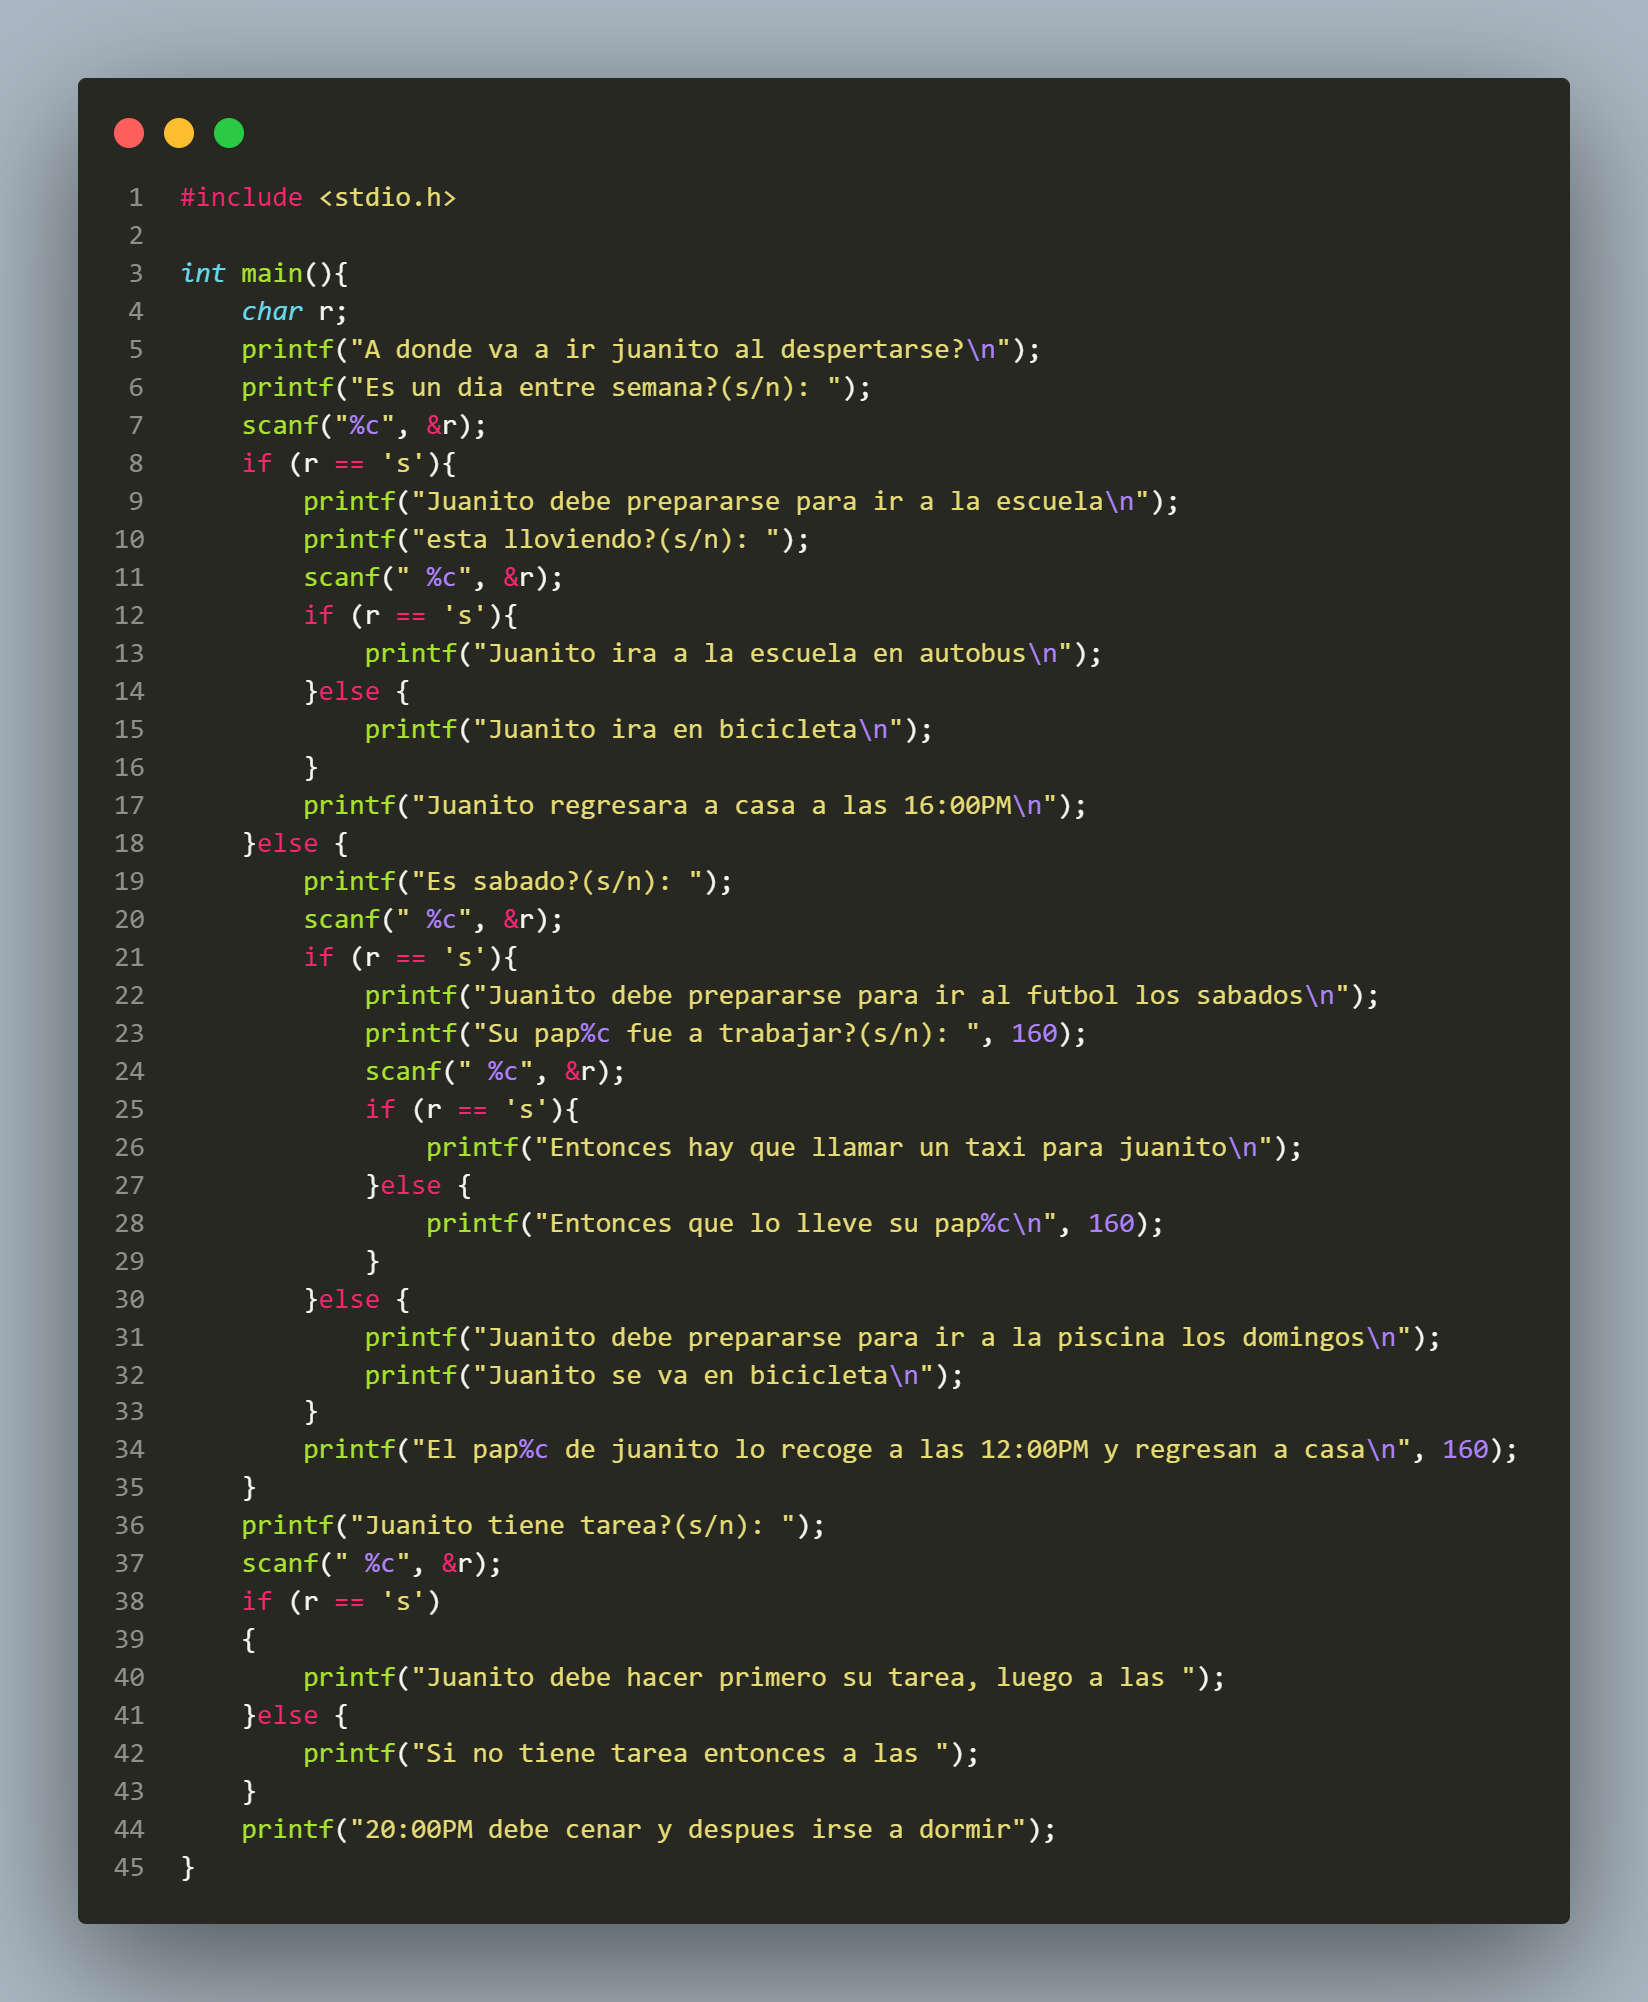 1 #include <stdio.h>
2
3 int main(){
4     char r;
5     printf("A donde va a ir juanito al despertarse?\n");
6     printf("Es un dia entre semana?(s/n): ");
7     scanf("%c", &r);
8     if (r == 's'){
9         printf("Juanito debe prepararse para ir a la escuela\n");
10         printf("esta lloviendo?(s/n): ");
11         scanf(" %c", &r);
12         if (r == 's'){
13             printf("Juanito ira a la escuela en autobus\n");
14         }else {
15             printf("Juanito ira en bicicleta\n");
16         }
17         printf("Juanito regresara a casa a las 16:00PM\n");
18     }else {
19         printf("Es sabado?(s/n): ");
20         scanf(" %c", &r);
21         if (r == 's'){
22             printf("Juanito debe prepararse para ir al futbol los sabados\n");
23             printf("Su pap%c fue a trabajar?(s/n): ", 160);
24             scanf(" %c", &r);
25             if (r == 's'){
26                 printf("Entonces hay que llamar un taxi para juanito\n");
27             }else {
28                 printf("Entonces que lo lleve su pap%c\n", 160);
29             }
30         }else {
31             printf("Juanito debe prepararse para ir a la piscina los domingos\n");
32             printf("Juanito se va en bicicleta\n");
33         }
34         printf("El pap%c de juanito lo recoge a las 12:00PM y regresan a casa\n", 160);
35     }
36     printf("Juanito tiene tarea?(s/n): ");
37     scanf(" %c", &r);
38     if (r == 's')
39     {
40         printf("Juanito debe hacer primero su tarea, luego a las ");
41     }else {
42         printf("Si no tiene tarea entonces a las ");
43     }
44     printf("20:00PM debe cenar y despues irse a dormir");
45 }